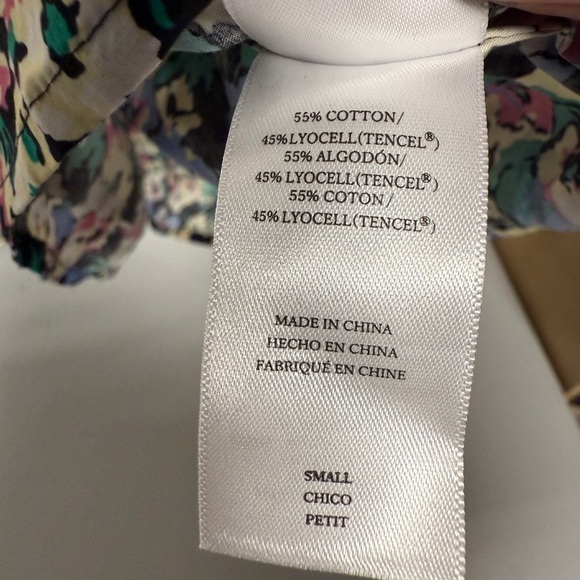 55% COTTON/
45%LYOCELL(TENCEL®)
55% ALGODÓN/
45% LYOCELL(TENCEL®)
55% COTON/
45% LYOCELL(TENCEL®)
MADE IN CHINA
HECHO EN CHINA
FABRIQUÉ EN CHINE
SMALL
CHICO
PETIT